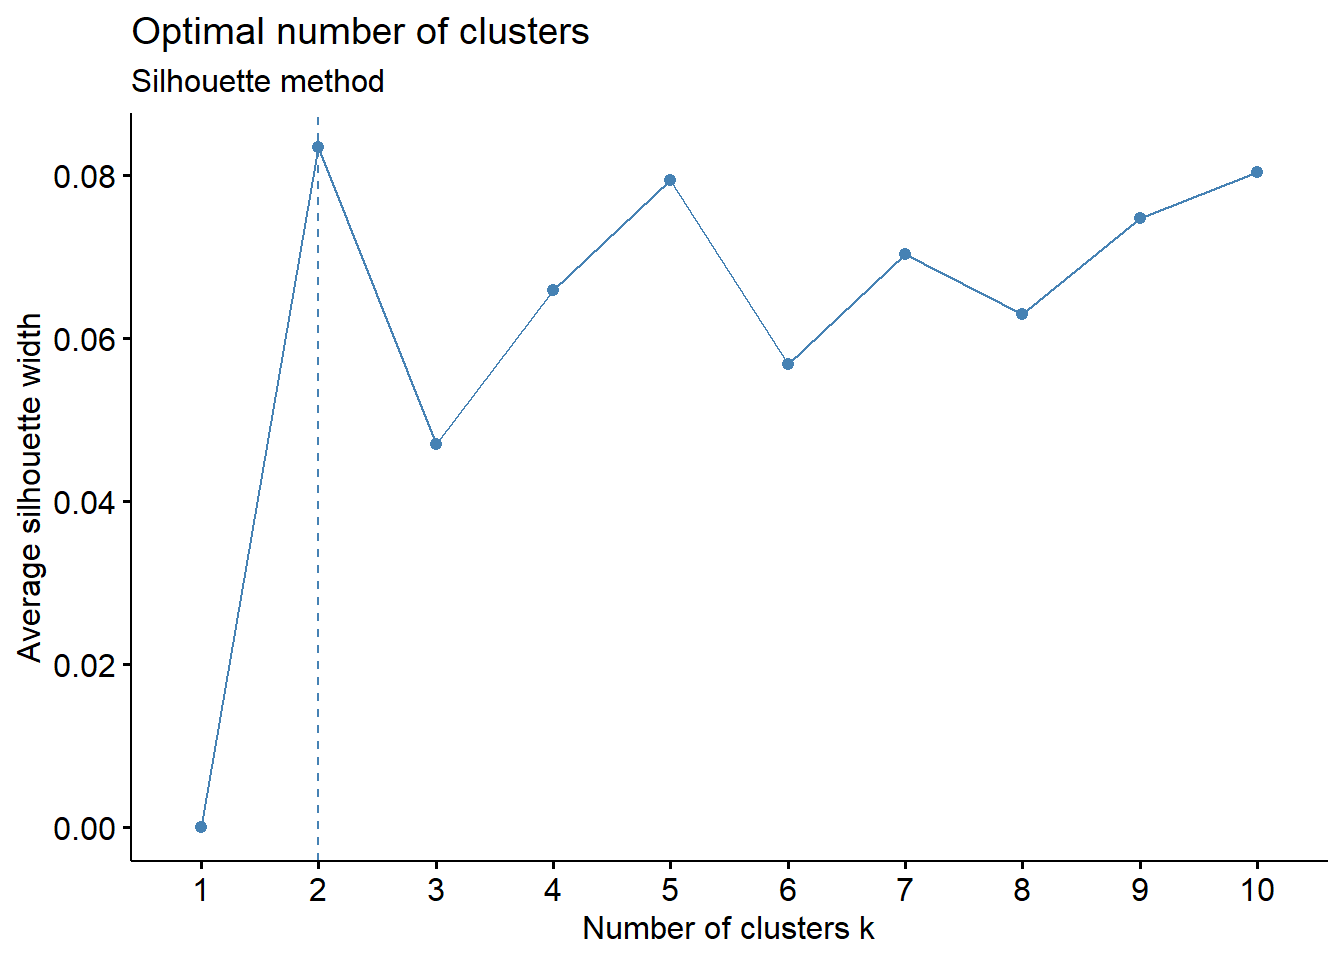 Optimal number of clusters
Silhouette method
Average silhouette width
0.08
0.06
0.04
0.02
0.00
1 2 3 4 5 6 7 8 9 10
Number of clusters k